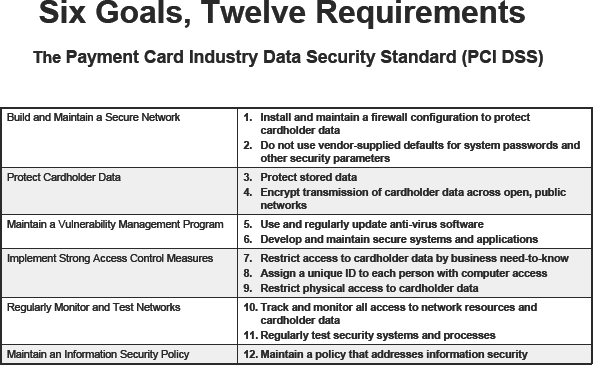 Six Goals, Twelve Requirements
The Payment Card Industry Data Security Standard (PCI DSS)
Build and Maintain a Secure Network
1. Install and maintain a firewall configuration to protect
cardholder data
2. Do not use vendor-supplied defaults for system passwords and
other security parameters
Protect Cardholder Data
3. Protect stored data
4. Encrypt transmission of cardholder data across open, public
networks
Maintain a Vulnerability Management Program
5. Use and regularly update anti-virus software
6. Develop and maintain secure systems and applications
Implement Strong Access Control Measures
7. Restrict access to cardholder data by business need-to-know
8. Assign a unique ID to each person with computer access
9. Restrict physical access to cardholder data
Regularly Monitor and Test Networks
10. Track and monitor all access to network resources and
cardholder data
11. Regularly test security systems and processes
Maintain an Information Security Policy
12. Maintain a policy that addresses information security